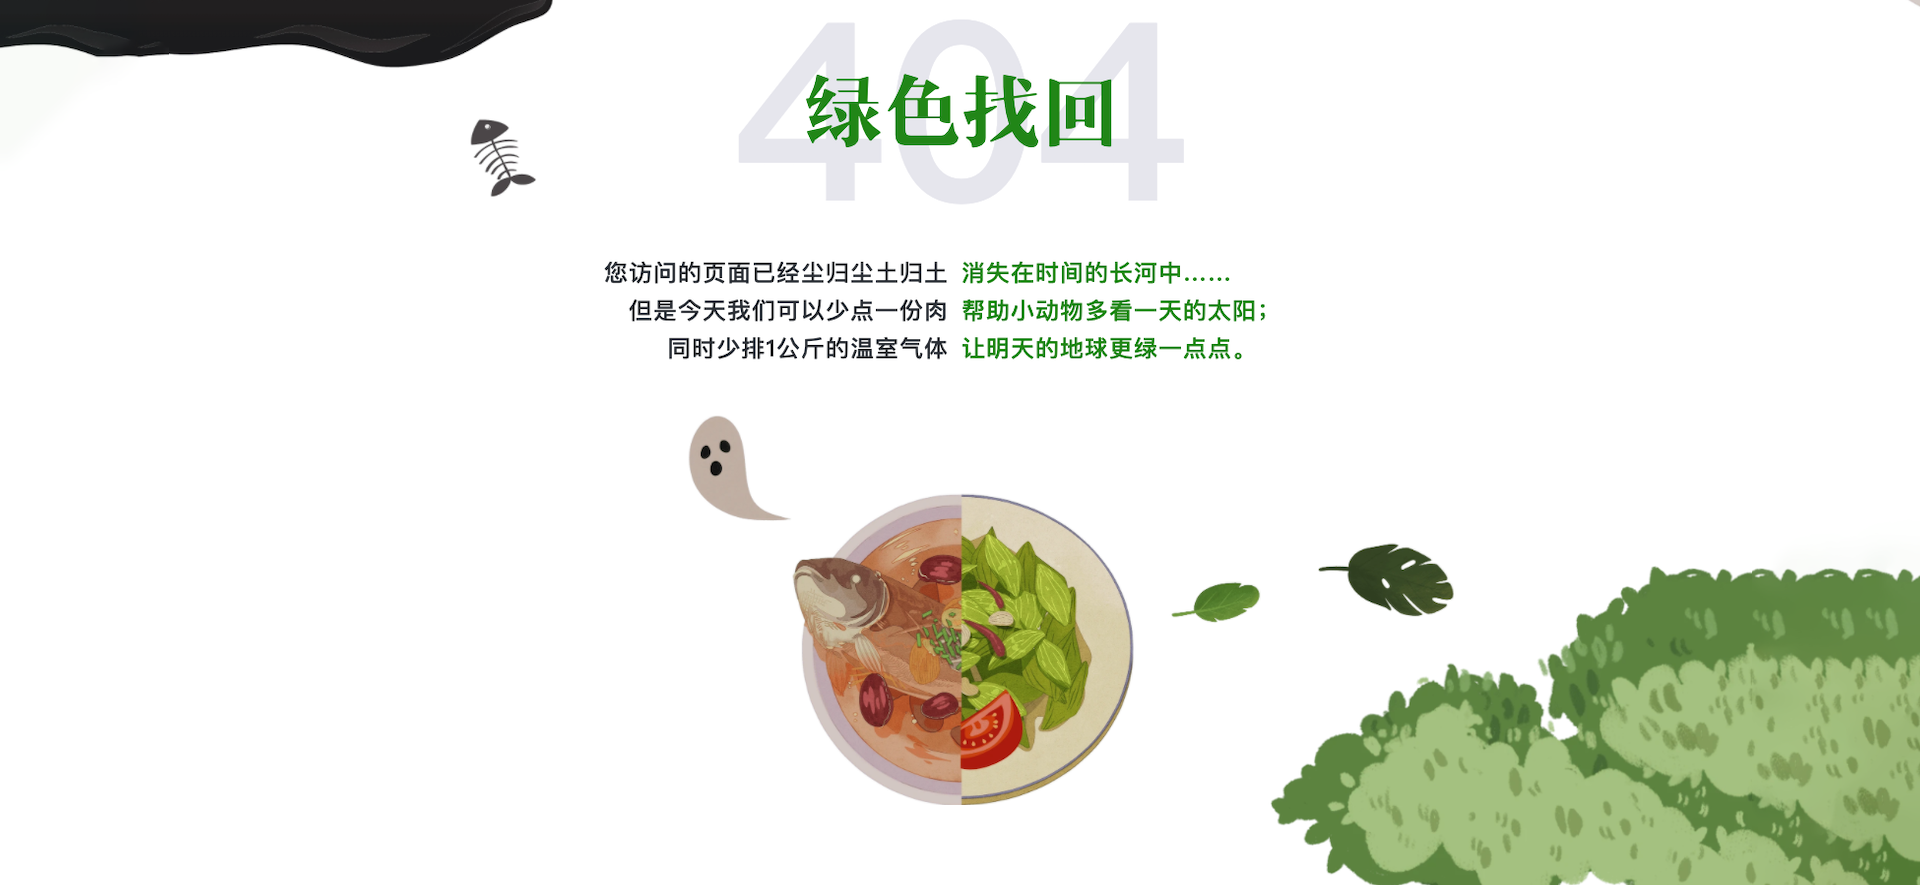 404
绿色找回
您访问的页面已经尘归尘土归土 消失在时间的长河中……
但是今天我们可以少点一份肉 帮助小动物多看一天的太阳；
同时少排1公斤的温室气体 让明天的地球更绿一点点。